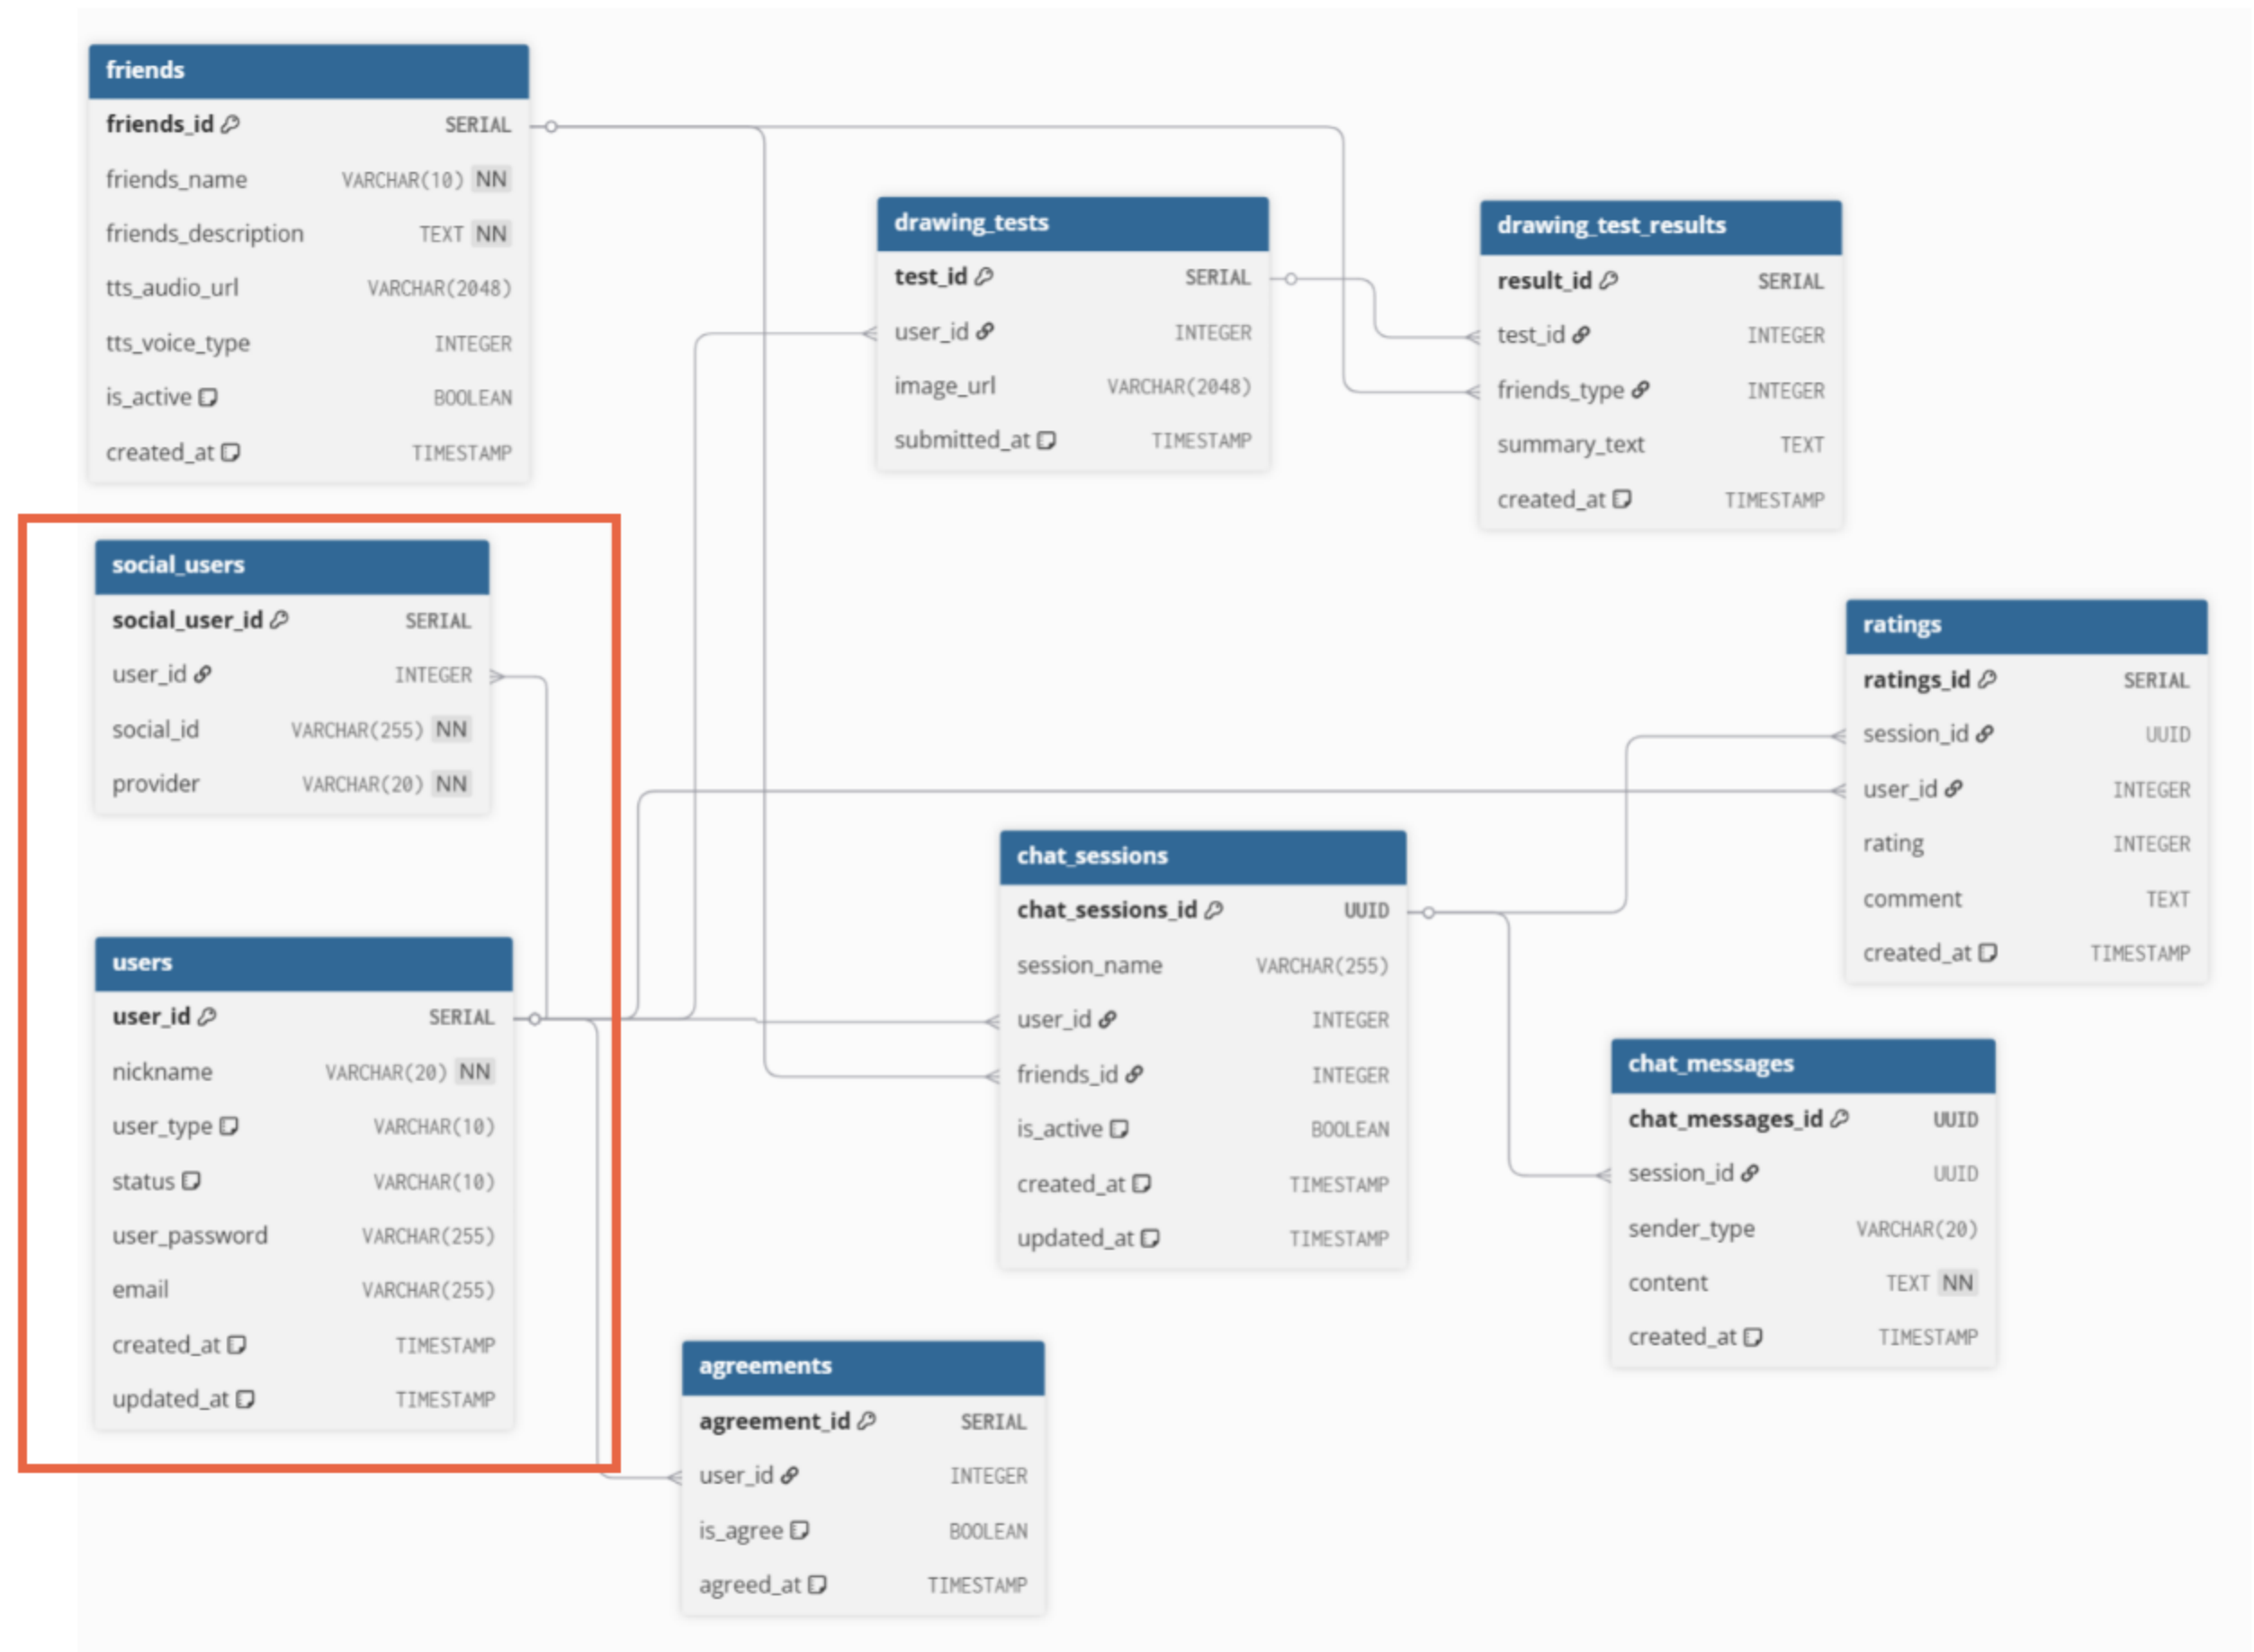 friends
friends_id SERIAL
friends_name VARCHAR(10) NN
friends_description TEXT NN
tts_audio_url VARCHAR(2048)
tts_voice_type INTEGER
is_active BOOLEAN
created_at TIMESTAMP
drawing_tests
test_id SERIAL
user_id INTEGER
image_url VARCHAR(2048)
submitted_at TIMESTAMP
drawing_test_results
result_id SERIAL
test_id INTEGER
friends_type INTEGER
summary_text TEXT
created_at TIMESTAMP
social_users
social_user_id SERIAL
user_id INTEGER
social_id VARCHAR(255) NN
provider VARCHAR(20) NN
ratings
ratings_id SERIAL
session_id UUID
user_id INTEGER
rating INTEGER
comment TEXT
created_at TIMESTAMP
users
user_id SERIAL
nickname VARCHAR(20) NN
user_type VARCHAR(10)
status VARCHAR(10)
user_password VARCHAR(255)
email VARCHAR(255)
created_at TIMESTAMP
updated_at TIMESTAMP
chat_sessions
chat_sessions_id UUID
session_name VARCHAR(255)
user_id INTEGER
friends_id INTEGER
is_active BOOLEAN
created_at TIMESTAMP
updated_at TIMESTAMP
chat_messages
chat_messages_id UUID
session_id UUID
sender_type VARCHAR(20)
content TEXT NN
created_at TIMESTAMP
agreements
agreement_id SERIAL
user_id INTEGER
is_agree BOOLEAN
agreed_at TIMESTAMP